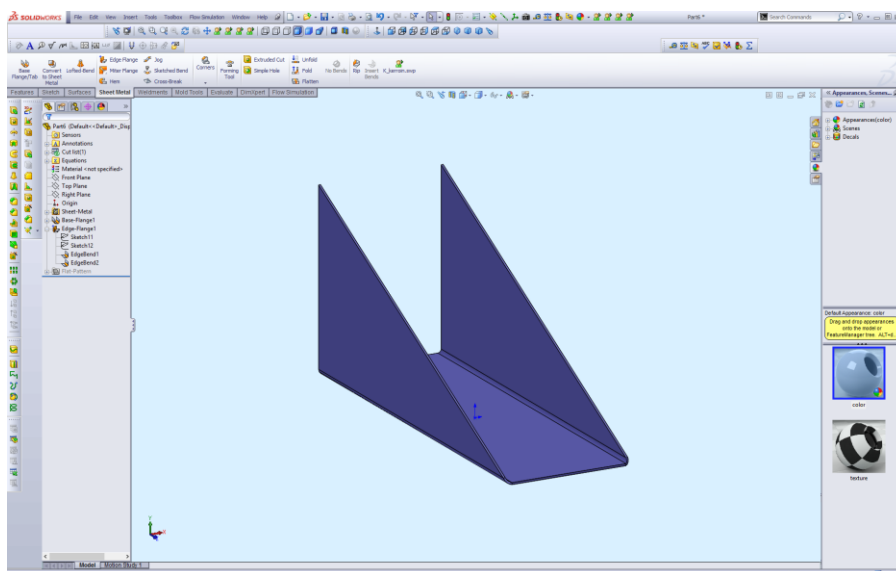 SOLIDWORKS File Edit View Insert Tools Toolbox Flow Simulation Window Help Part6 * Search Commands
Base Flange/Tab Convert to Sheet Metal Lofted-Bend Edge Flange Miter Flange Hem Jog Sketched Bend Cross-Break Corners Forming Tool Extruded Cut Simple Hole Unfold Fold Flatten No Bends Rip Insert Bends
Features Sketch Surfaces Sheet Metal Weldments Mold Tools Evaluate DimXpert Flow Simulation
Appearances, Scenes...
Part6 (Default<<Default>_Disp
Sensors
Annotations
Cut list(1)
Equations
Material <not specified>
Front Plane
Top Plane
Right Plane
Origin
Sheet-Metal
Base-Flange1
Edge-Flange1
Sketch11
Sketch12
EdgeBend1
EdgeBend2
Flat-Pattern
Appearances(color)
Scenes
Decals
Default Appearance: color
Drag and drop appearances
onto the model or
FeatureManager tree. ALT+d...
color
texture
Model Motion Study 1